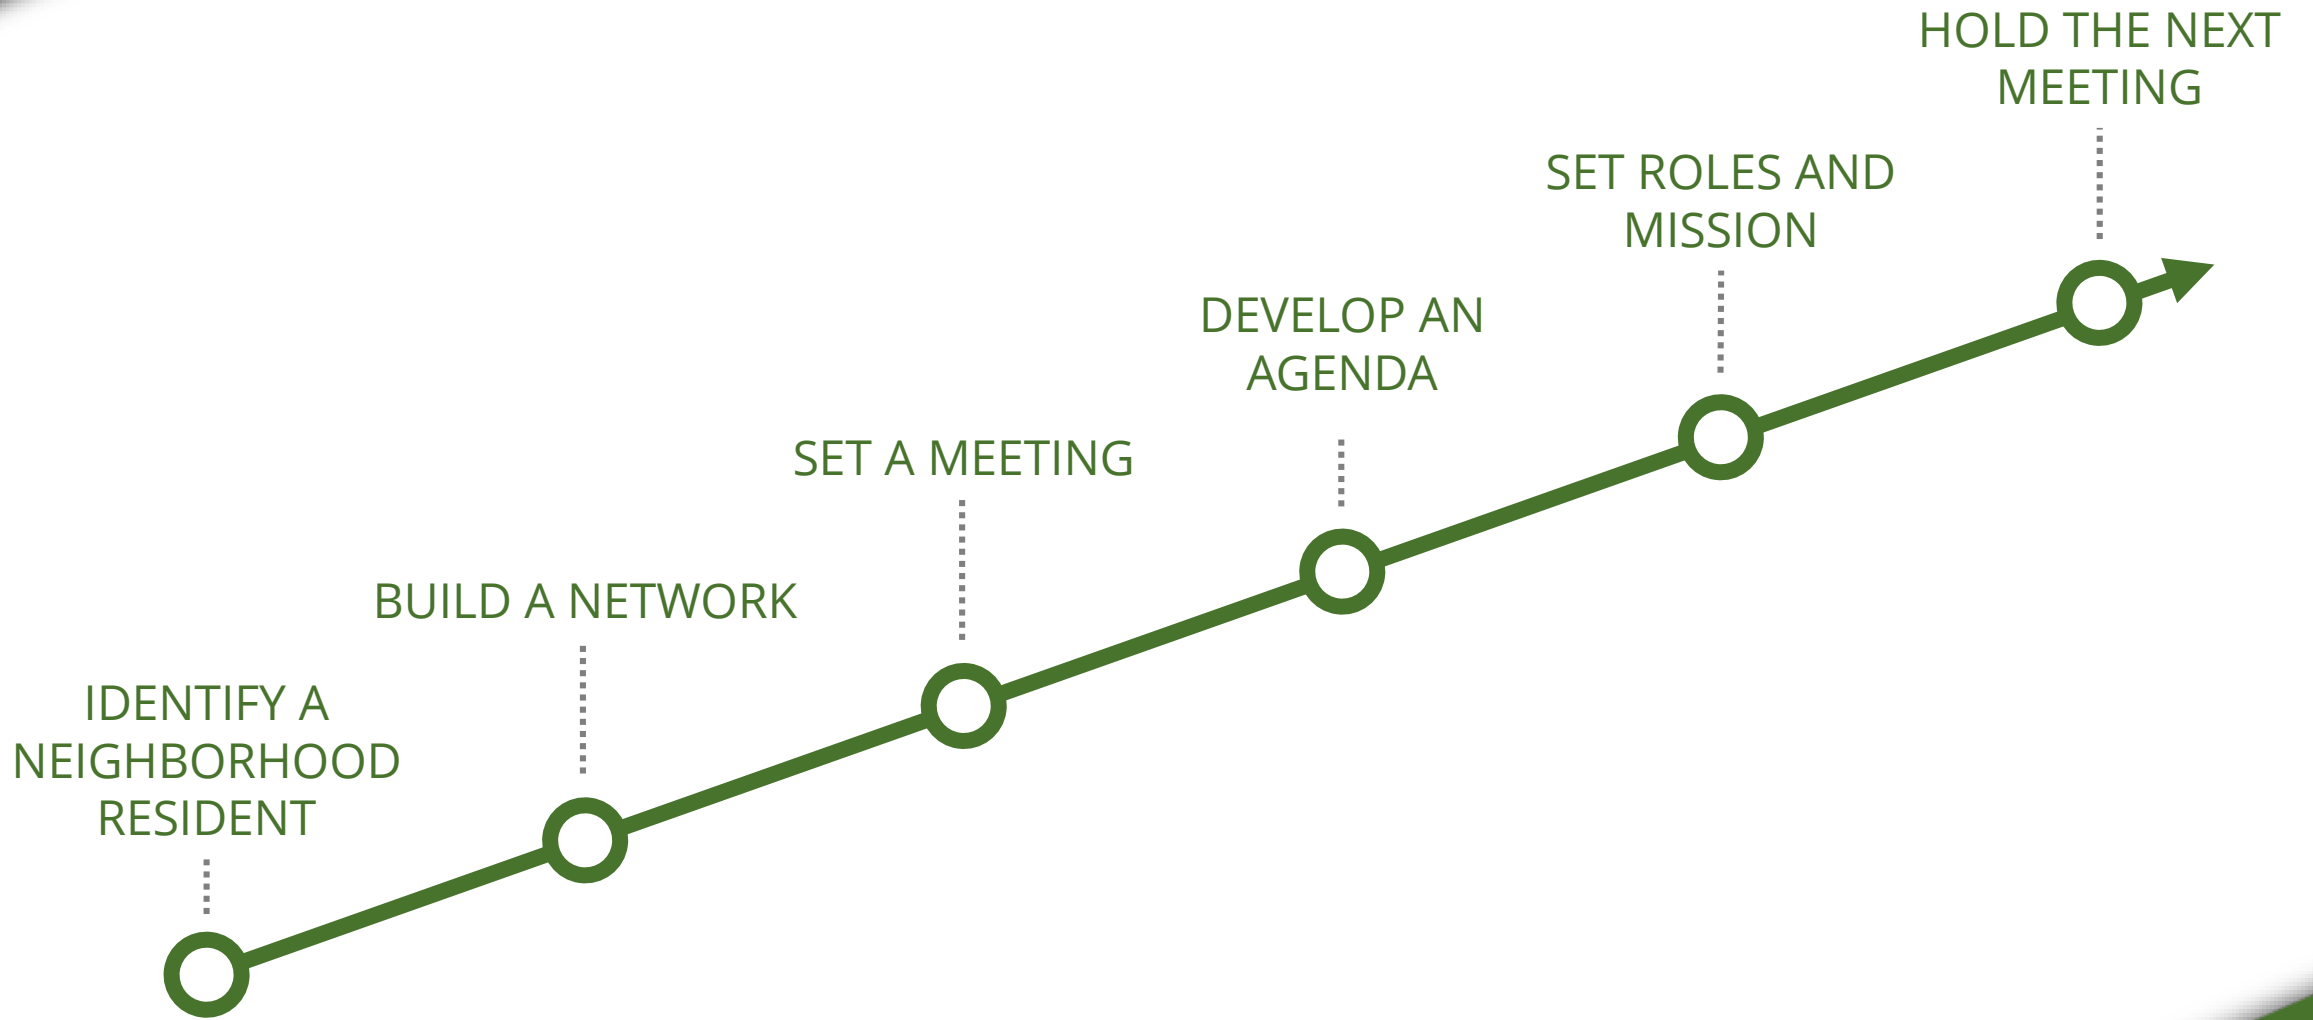 IDENTIFY A
NEIGHBORHOOD
RESIDENT
BUILD A NETWORK
SET A MEETING
DEVELOP AN
AGENDA
SET ROLES AND
MISSION
HOLD THE NEXT
MEETING